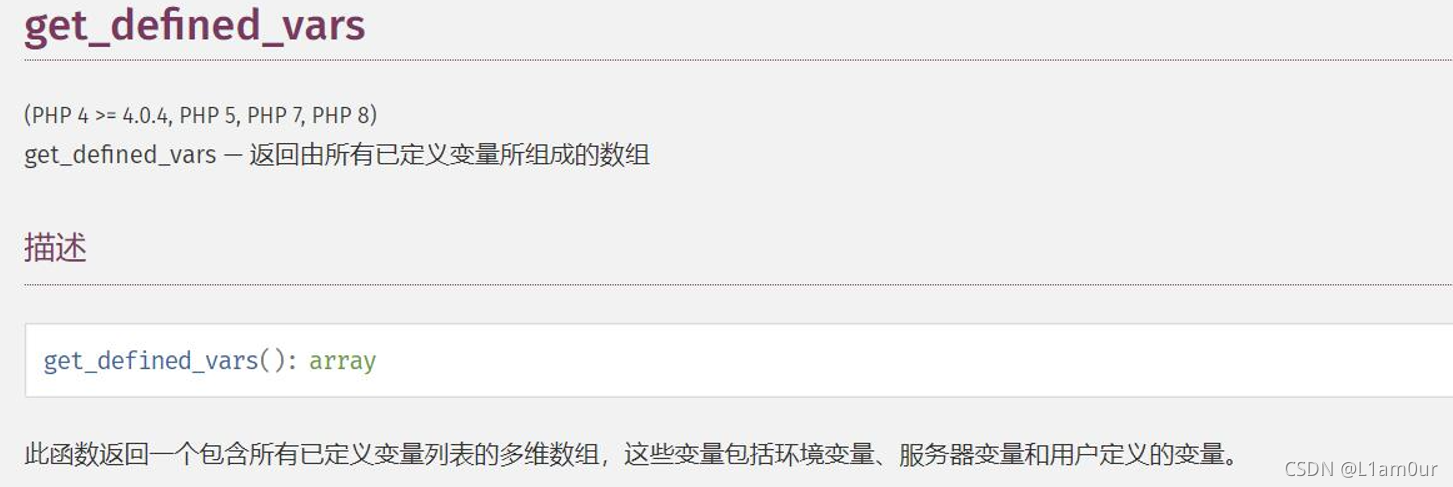 get_defined_vars
(PHP 4 >= 4.0.4, PHP 5, PHP 7, PHP 8)
get_defined_vars — 返回由所有已定义变量所组成的数组
描述
get_defined_vars(): array
此函数返回一个包含所有已定义变量列表的多维数组，这些变量包括环境变量、服务器变量和用户定义的变量。
CSDN @L1am0ur